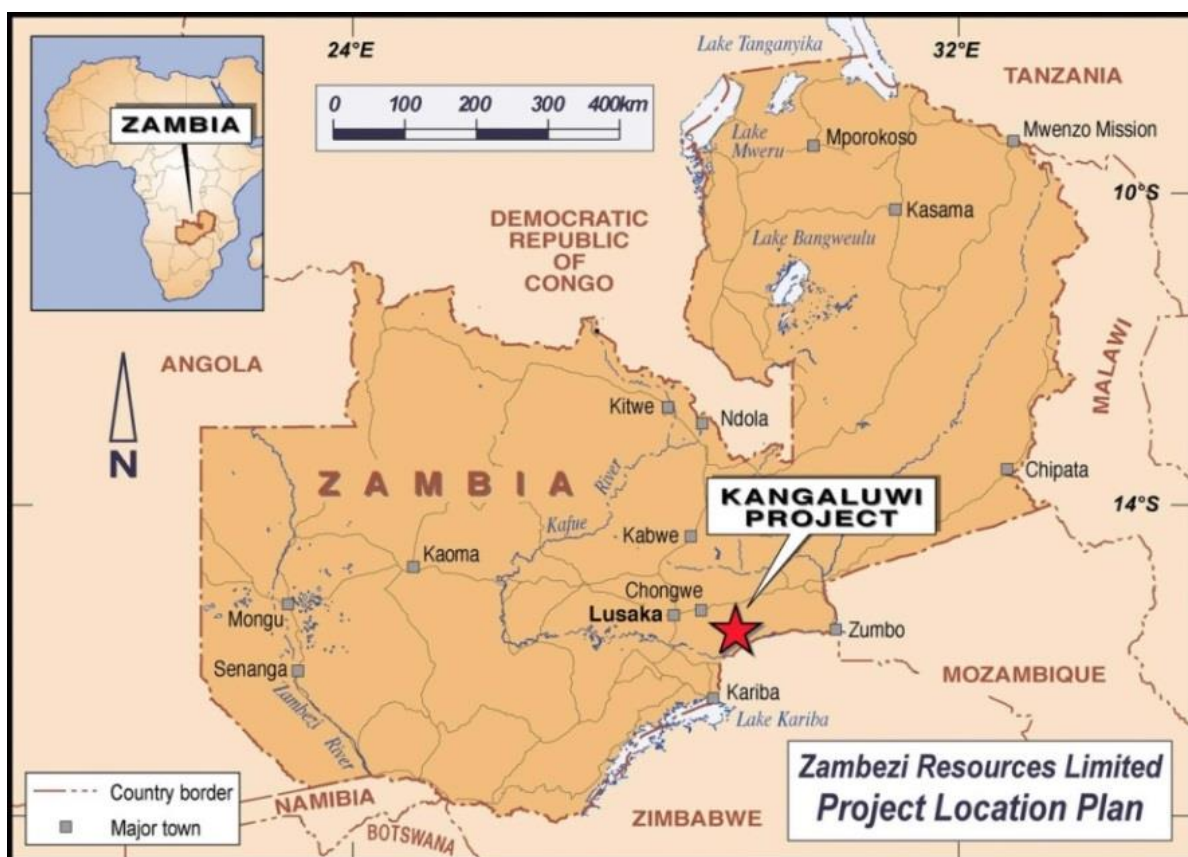 24°E
32°E
Lake Tanganyika
TANZANIA
ZAMBIA
0 100 200 300 400km
Lake
Mweru
Mporokoso
Mwenzo Mission
10°S
DEMOCRATIC
REPUBLIC
OF
CONGO
Kasama
Lake Bangweulu
ANGOLA
MALAWI
N
Kitwe
Ndola
ZAMBIA
Chipata
KANGALUWI
PROJECT
14°S
River
Kafue
Kabwe
Kaoma
Chongwe
Lusaka
Mongu
Zumbo
Senanga
MOZAMBIQUE
Lambezi
River
Kariba
Lake Kariba
Country border
Major town
NAMIBIA
BOTSWANA
ZIMBABWE
Zambezi Resources Limited
Project Location Plan